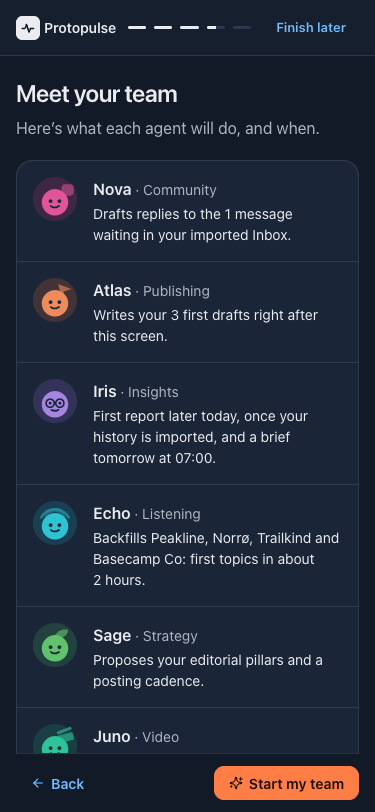 Protopulse
Finish later
Meet your team
Here’s what each agent will do, and when.
Nova · Community
Drafts replies to the 1 message
waiting in your imported Inbox.
Atlas · Publishing
Writes your 3 first drafts right after
this screen.
Iris · Insights
First report later today, once your
history is imported, and a brief
tomorrow at 07:00.
Echo · Listening
Backfills Peakline, Norrø, Trailkind and
Basecamp Co: first topics in about
2 hours.
Sage · Strategy
Proposes your editorial pillars and a
posting cadence.
Juno · Video
Back
Start my team